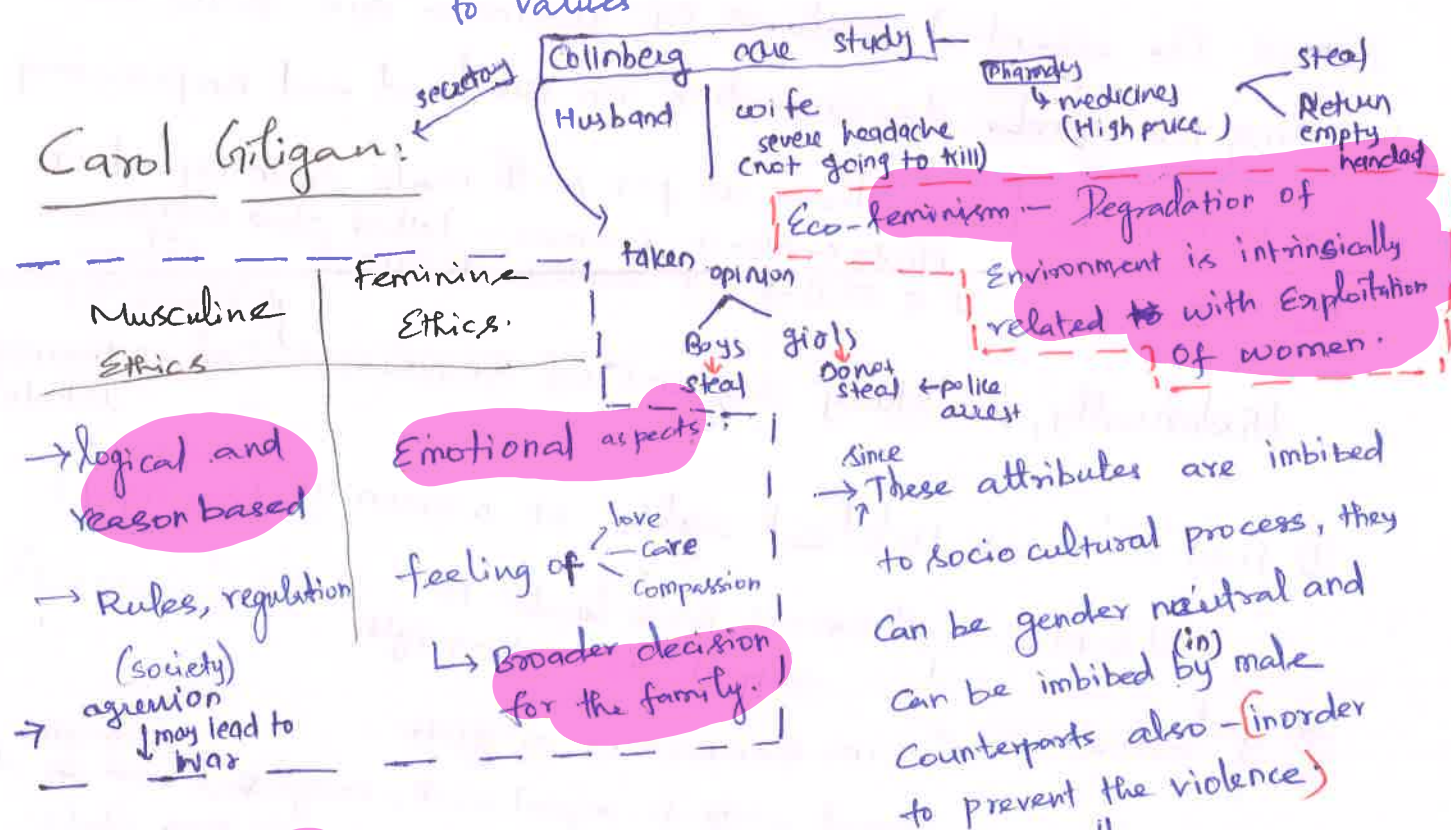 to values
Colinberg case study
secretary
Carol Giligan:
Husband
wife
severe headache
(not going to kill)
Pharmacy
medicines
(High price)
steal
Return
empty
handed
Eco-feminism - Degradation of
Environment is intrinsically
related with Exploitation
of women.
taken opinion
Boys
steal
girls
Do not
steal ← police
arrest
Musculine
Ethics
→ logical and
reason based
→ Rules, regulation
(society)
→ agression
↓ may lead to
war
Feminine
Ethics.
Emotional aspects.
feeling of
love
care
compassion
↳ Broader decision
for the family.
since
→ These attributes are imbibed
to socio cultural process, they
can be gender neutral and
(in)
can be imbibed by male
Counterparts also - (inorder
to prevent the violence)